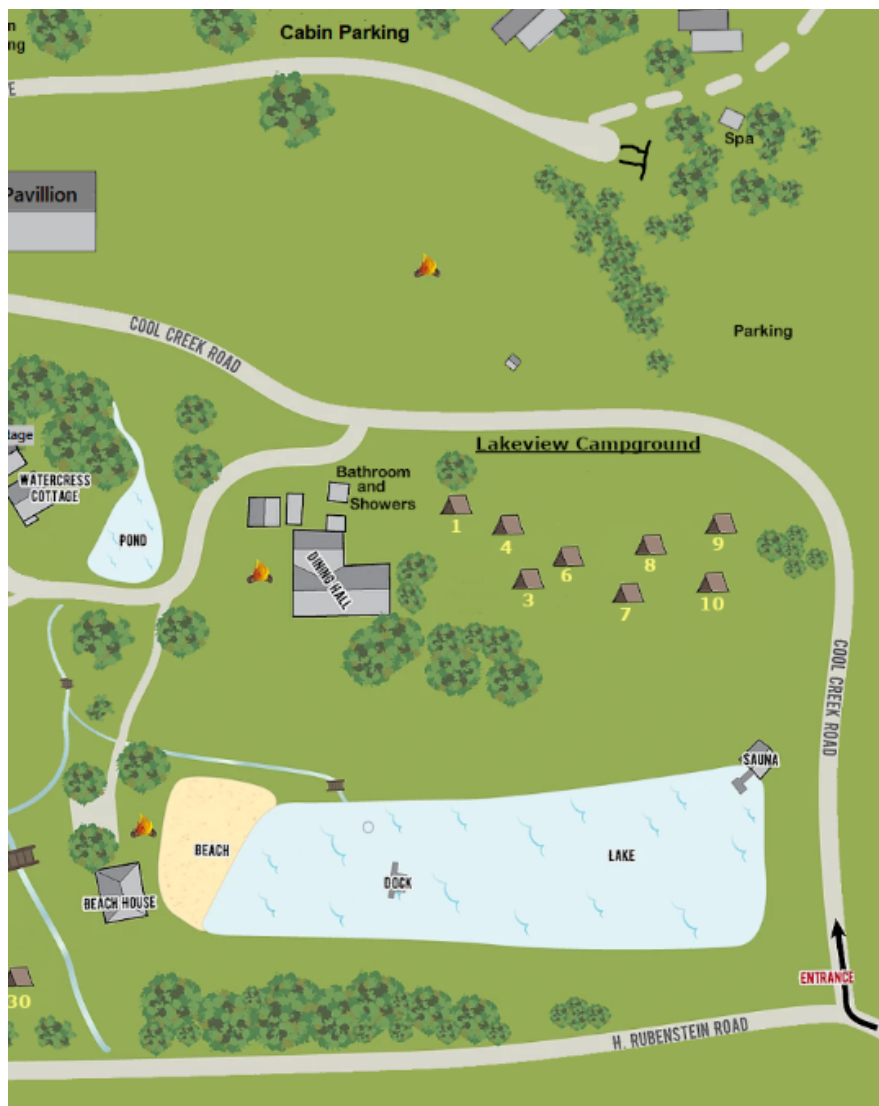 Cabin Parking
Spa
Pavillion
Parking
COOL CREEK ROAD
Lakeview Campground
WATERCRESS
COTTAGE
Bathroom
and
Showers
1
4
9
8
6
3
7
10
POND
DINING HALL
COOL CREEK ROAD
SAUNA
BEACH
LAKE
DOCK
BEACH HOUSE
ENTRANCE
30
H. RUBENSTEIN ROAD